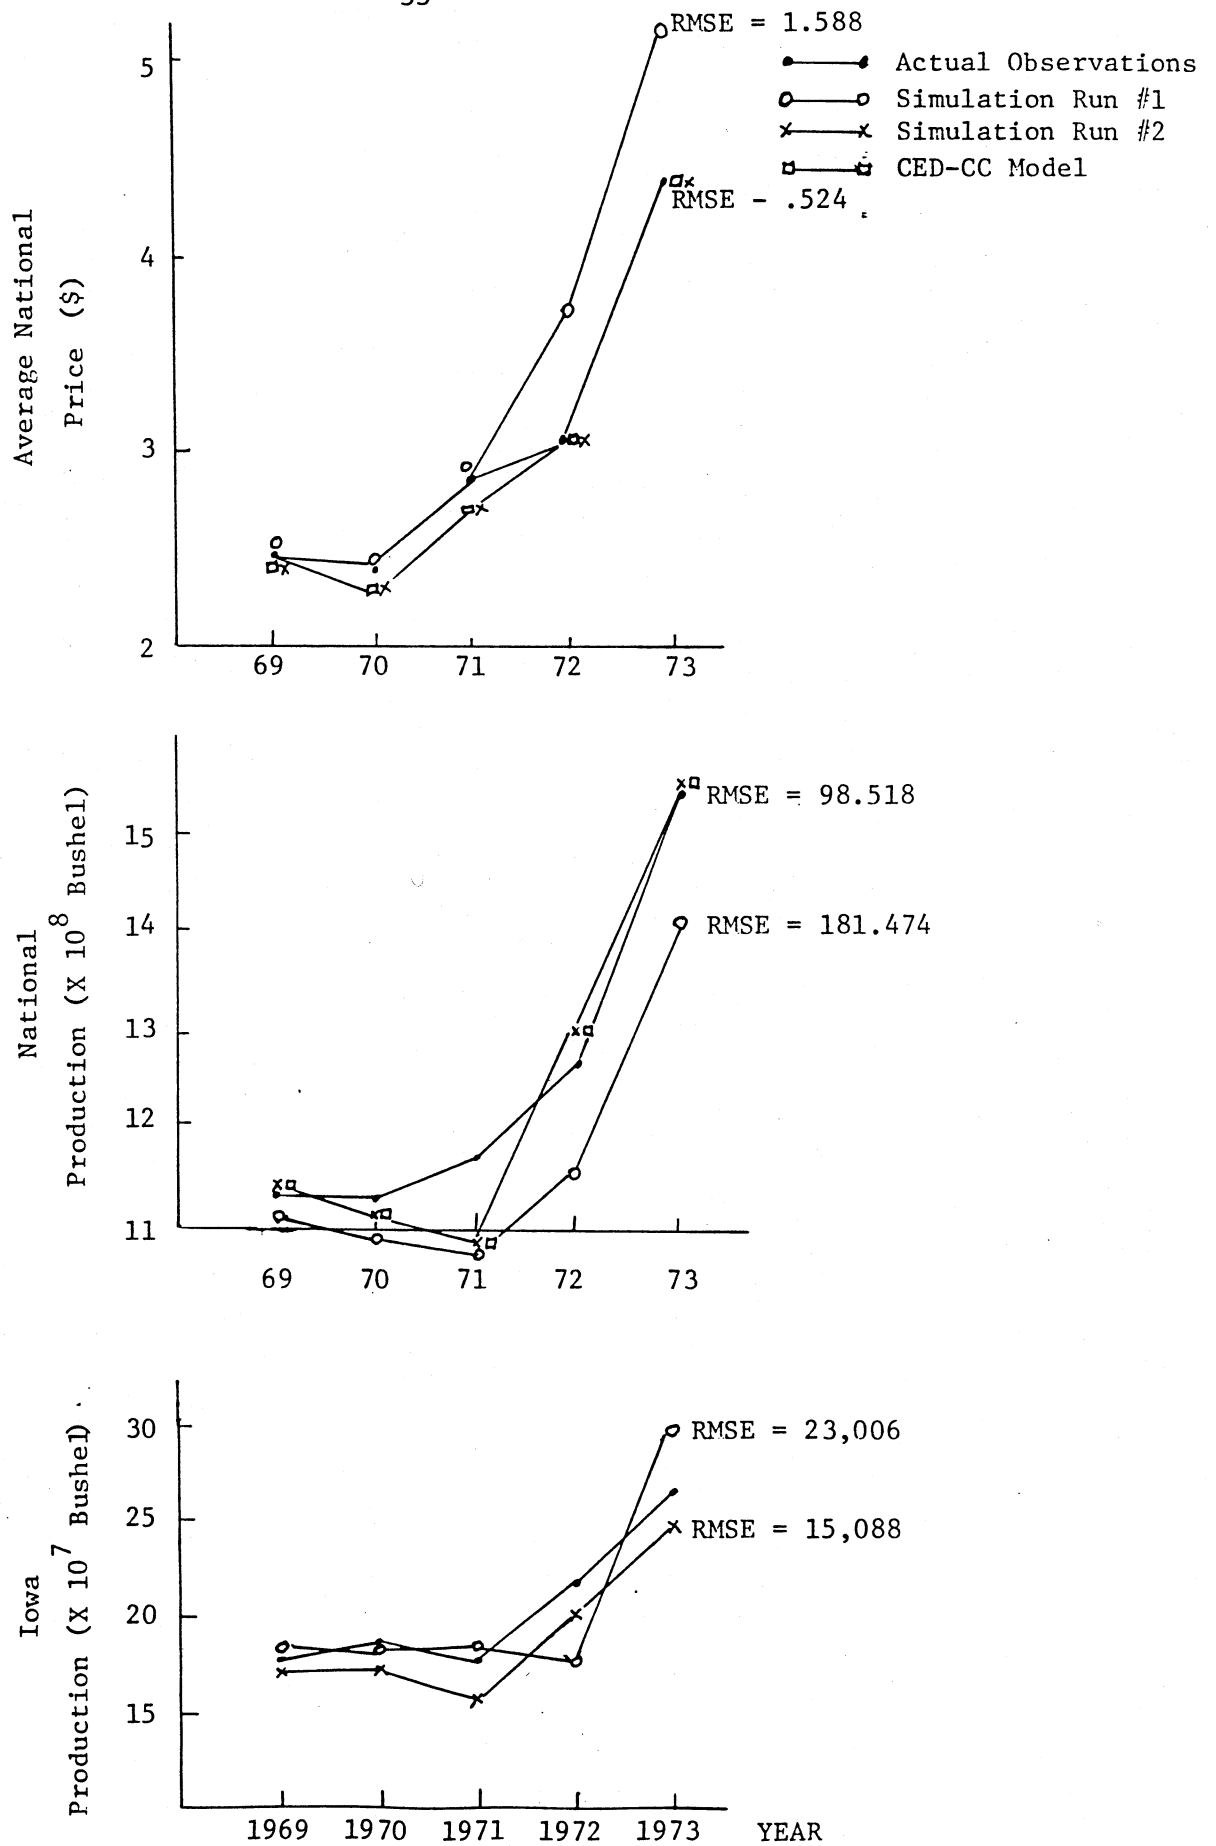 RMSE = 1.588
Actual Observations
Simulation Run #1
Simulation Run #2
CED-CC Model
RMSE - .524
Average National
Price ($)
5
4
3
2
69 70 71 72 73
National
Production (X 10^8 Bushel)
15
14
13
12
11
RMSE = 98.518
RMSE = 181.474
69 70 71 72 73
Iowa
Production (X 10^7 Bushel)
30
25
20
15
RMSE = 23,006
RMSE = 15,088
1969 1970 1971 1972 1973 YEAR